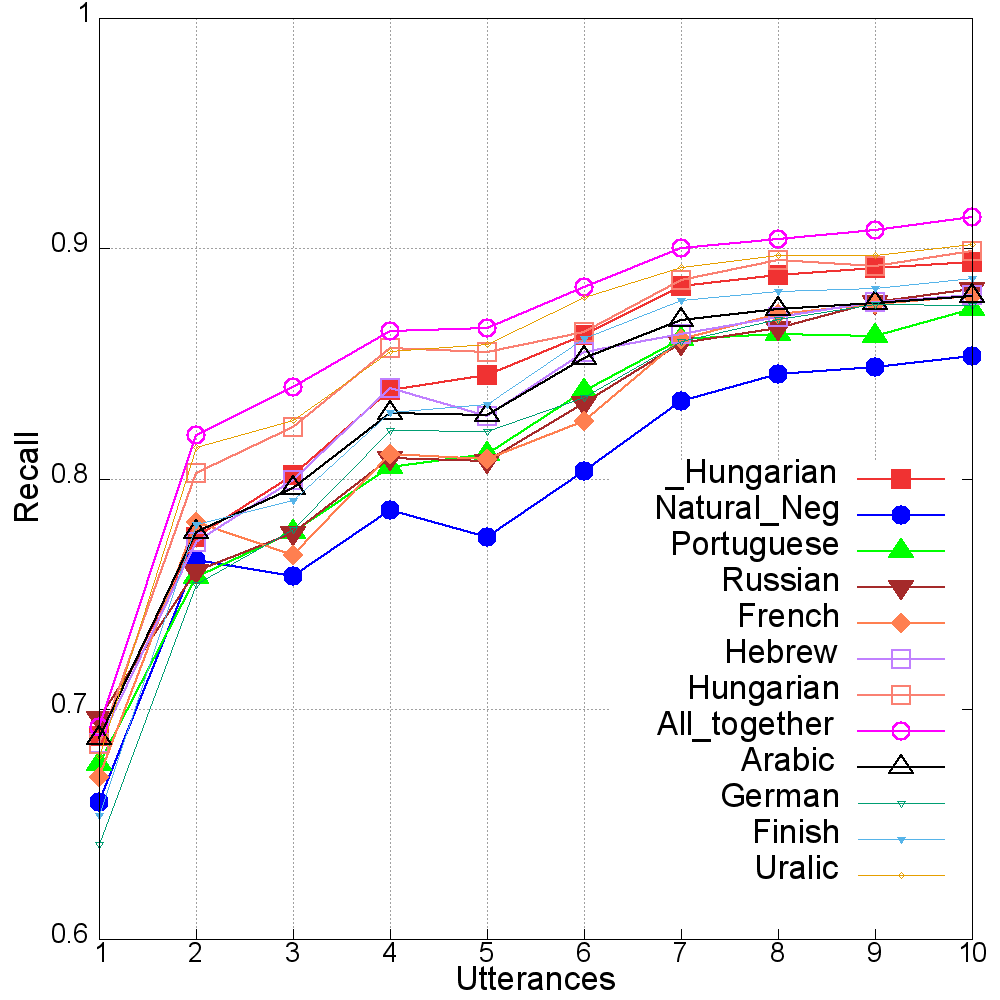 1
0.9
0.8
0.7
0.6
Recall
_Hungarian
Natural_Neg
Portuguese
Russian
French
Hebrew
Hungarian
All_together
Arabic
German
Finish
Uralic
1 2 3 4 5 6 7 8 9 10
Utterances